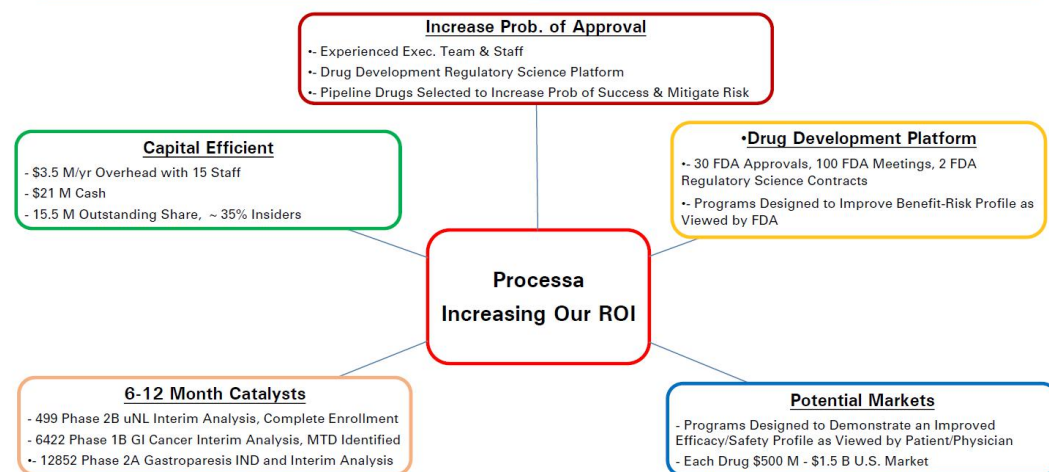 Increase Prob. of Approval
•- Experienced Exec. Team & Staff
•- Drug Development Regulatory Science Platform
•- Pipeline Drugs Selected to Increase Prob of Success & Mitigate Risk
Capital Efficient
- $3.5 M/yr Overhead with 15 Staff
- $21 M Cash
- 15.5 M Outstanding Share, ~ 35% Insiders
•Drug Development Platform
•- 30 FDA Approvals, 100 FDA Meetings, 2 FDA
Regulatory Science Contracts
•- Programs Designed to Improve Benefit-Risk Profile as
Viewed by FDA
Processa
Increasing Our ROI
6-12 Month Catalysts
- 499 Phase 2B uNL Interim Analysis, Complete Enrollment
- 6422 Phase 1B GI Cancer Interim Analysis, MTD Identified
•- 12852 Phase 2A Gastroparesis IND and Interim Analysis
Potential Markets
- Programs Designed to Demonstrate an Improved
Efficacy/Safety Profile as Viewed by Patient/Physician
- Each Drug $500 M - $1.5 B U.S. Market